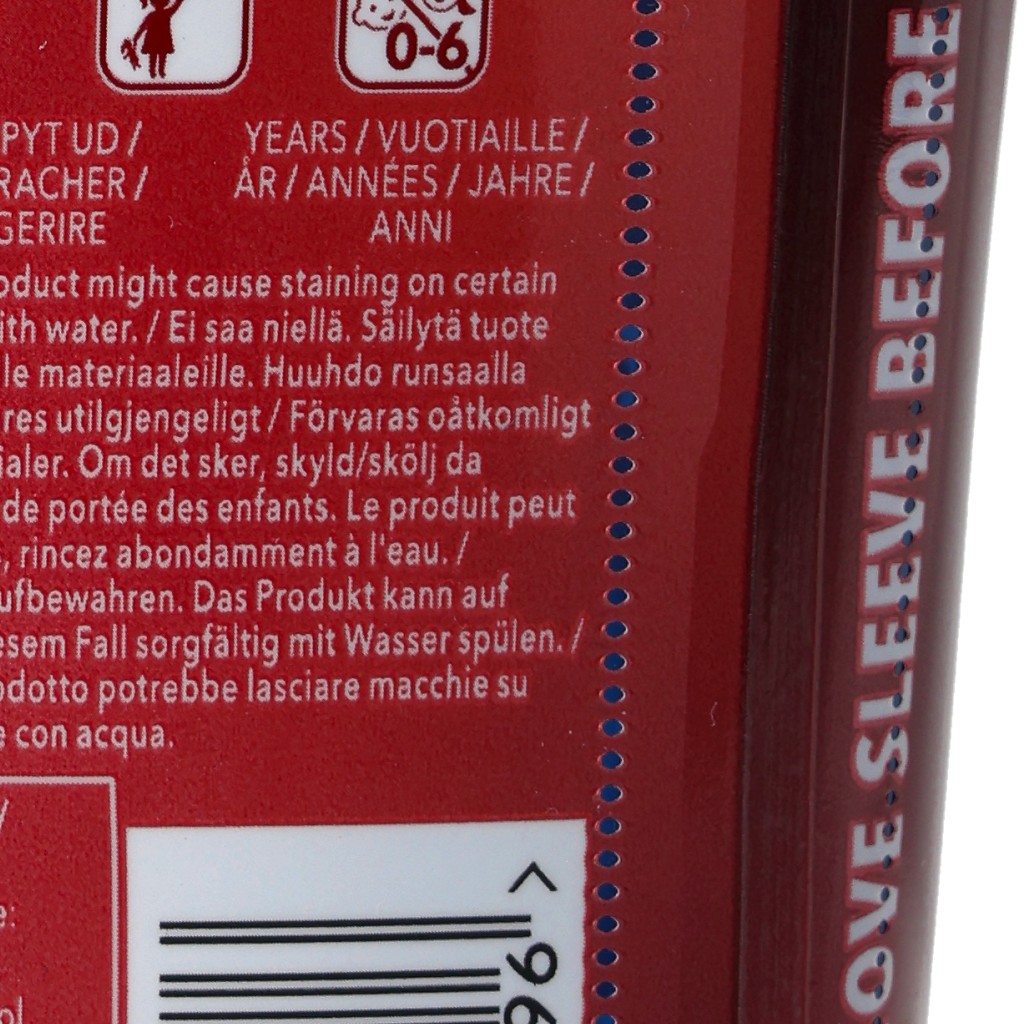 0-6
PYT UD /
RACHER /
GERIRE
YEARS / VUOTIAILLE /
ÅR / ANNÉES / JAHRE /
ANNI
oduct might cause staining on certain
ith water. / Ei saa niellä. Säilytä tuote
le materiaaleille. Huuhdo runsaalla
res utilgjengeligt / Förvaras oåtkomligt
ialer. Om det sker, skyld/skölj da
de portée des enfants. Le produit peut
, rincez abondamment à l'eau. /
ufbewahren. Das Produkt kann auf
esem Fall sorgfältig mit Wasser spülen. /
odotto potrebbe lasciare macchie su
e con acqua.
/
e:
ol
< 96
OVE SLEEVE BEFORE